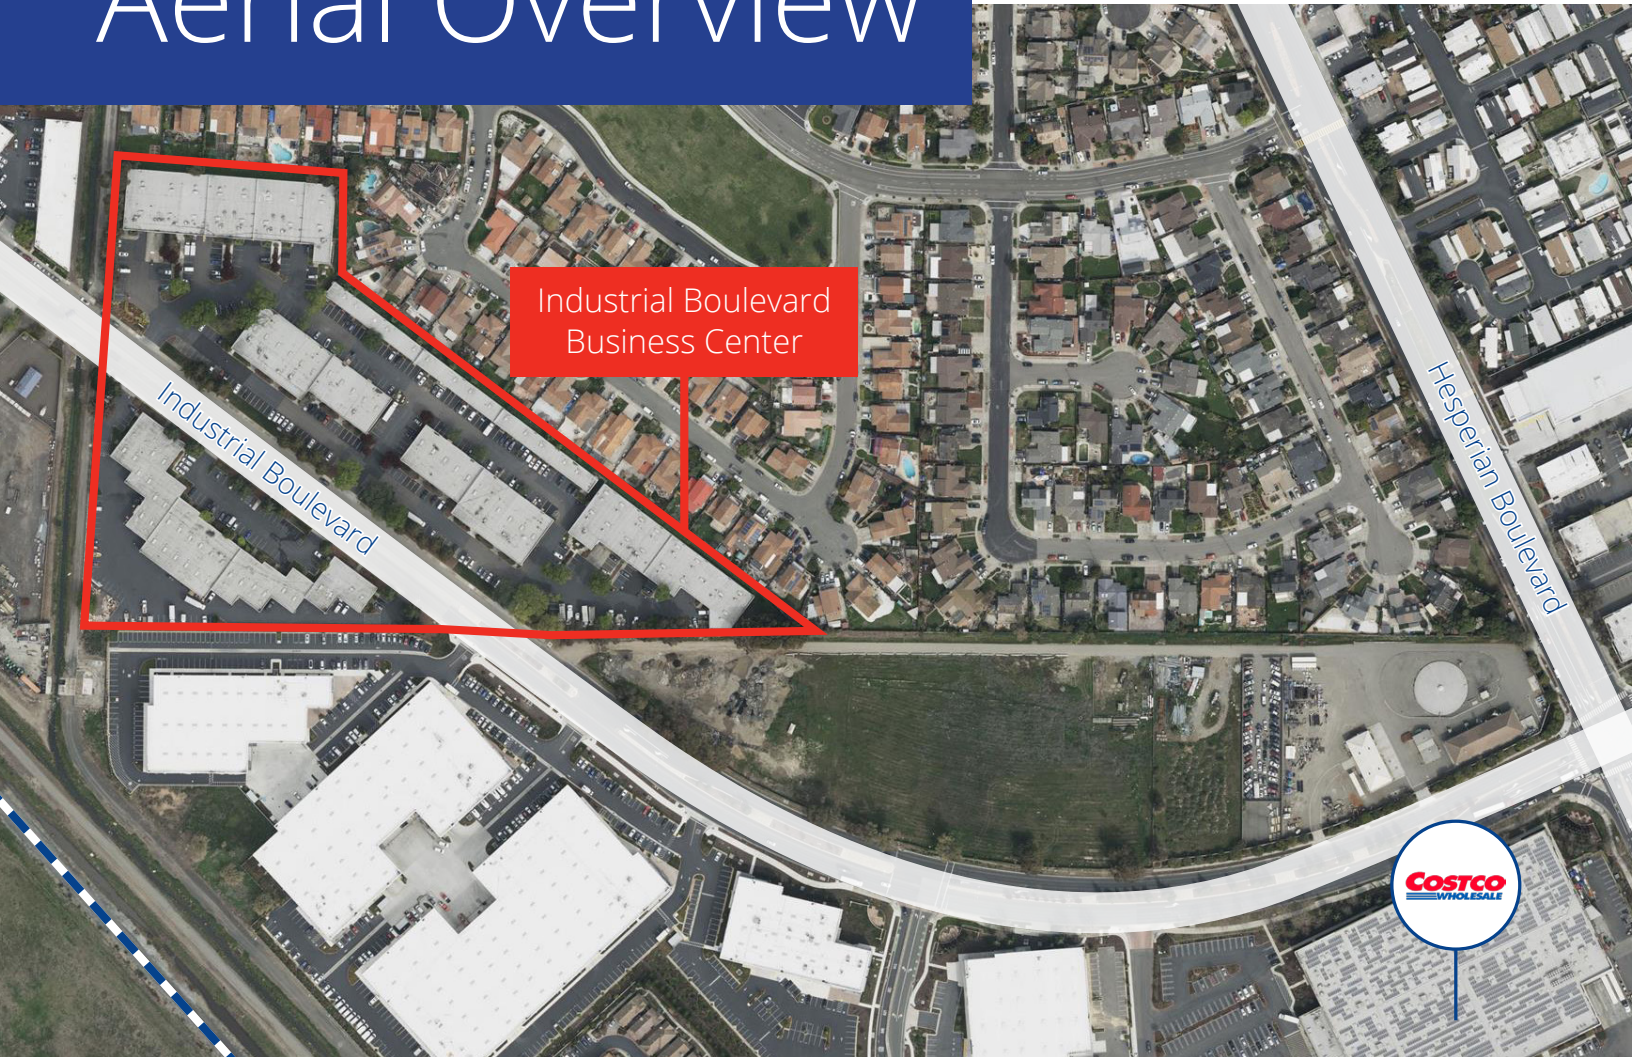 Aerial Overview
Industrial Boulevard
Business Center
Industrial Boulevard
Hesperian Boulevard
COSTCO
WHOLESALE